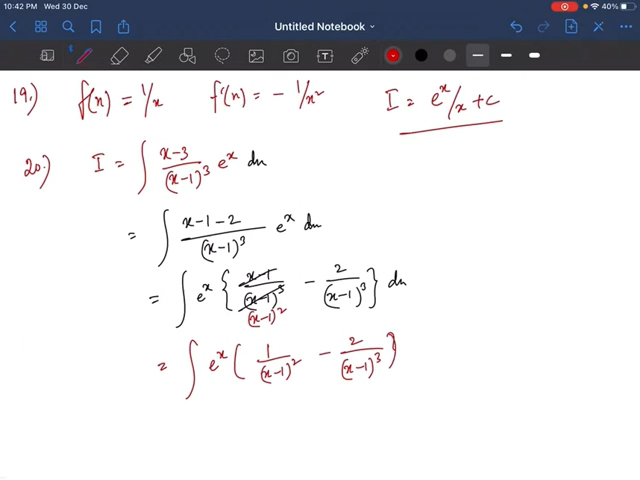 10:42 PM Wed 30 Dec 40%
Untitled Notebook
19.) f(x) = 1/x f'(x) = - 1/x² I = eˣ/x + c
20.) I = ∫ (x-3)/(x-1)³ eˣ dx
= ∫ (x-1-2)/(x-1)³ eˣ dx
= ∫ eˣ { (x-1)/(x-1)³ - 2/(x-1)³ } dx
(x-1)²
= ∫ eˣ ( 1/(x-1)² - 2/(x-1)³ )